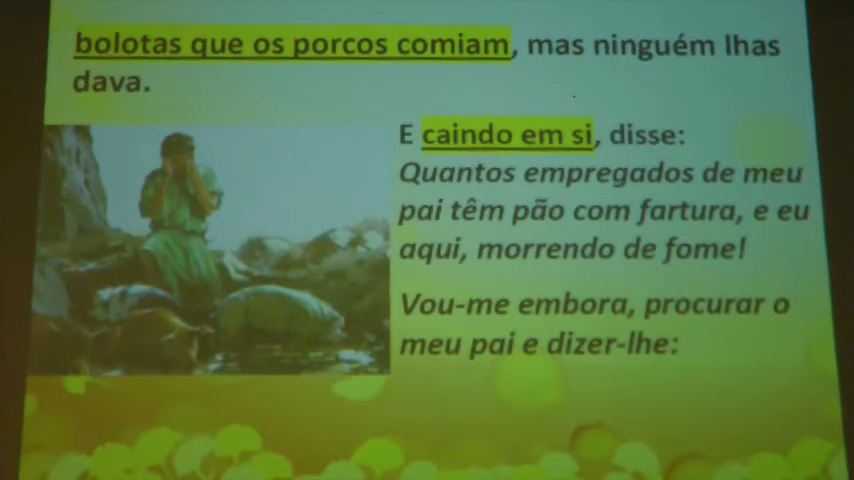 bolotas que os porcos comiam, mas ninguém lhas
dava.
E caindo em si, disse:
Quantos empregados de meu
pai têm pão com fartura, e eu
aqui, morrendo de fome!
Vou-me embora, procurar o
meu pai e dizer-lhe: